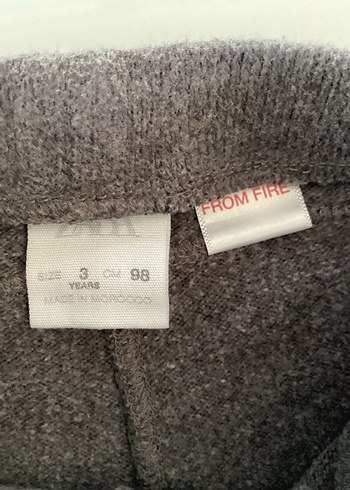 SIZE 3 CM 98
YEARS
MADE IN MOROCCO
FROM FIRE